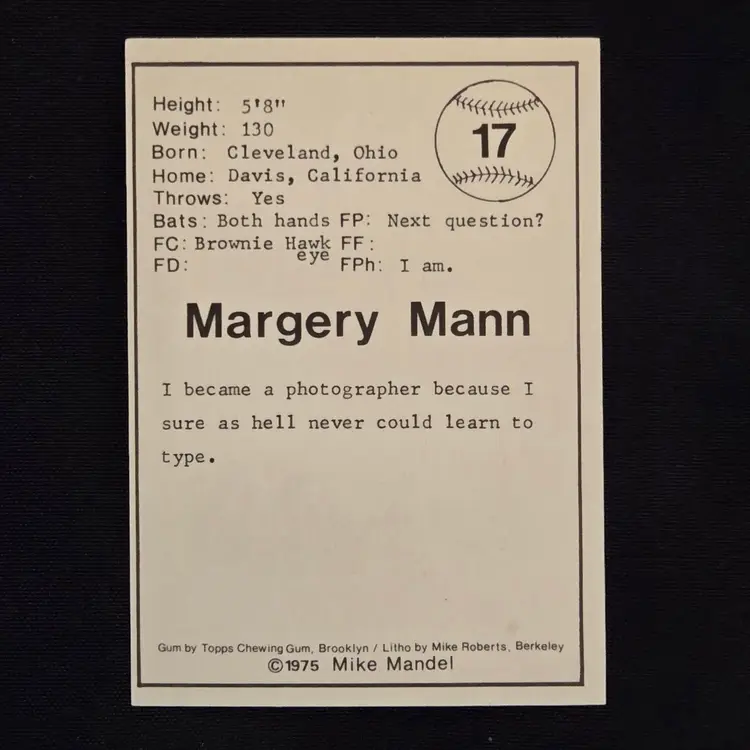 Height: 5'8"
17
Weight: 130
Born: Cleveland, Ohio
Home: Davis, California
Throws: Yes
Bats: Both hands FP: Next question?
FC: Brownie Hawk FF:
eye
FD: FPh: I am.
Margery Mann
I became a photographer because I
sure as hell never could learn to
type.
Gum by Topps Chewing Gum, Brooklyn / Litho by Mike Roberts, Berkeley
©1975 Mike Mandel